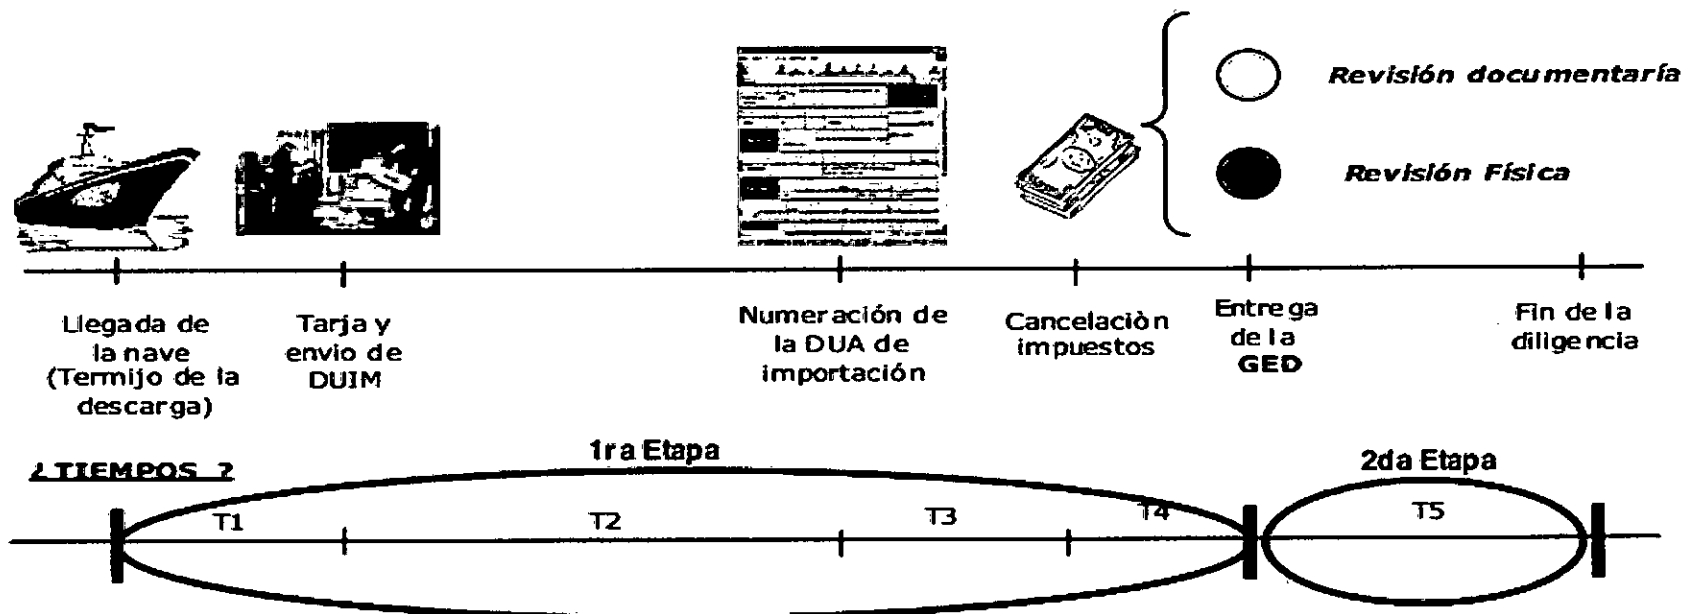 Revisión documentaría
Revisión Física
Llegada de
la nave
(Termijo de la
descarga)
Tarja y
envio de
DUIM
Numeración de
la DUA de
importación
Cancelaciòn
impuestos
Entrega
de la
GED
Fin de la
diligencia
¿ TIEMPOS ?
1ra Etapa
2da Etapa
T1
T2
T3
T4
T5